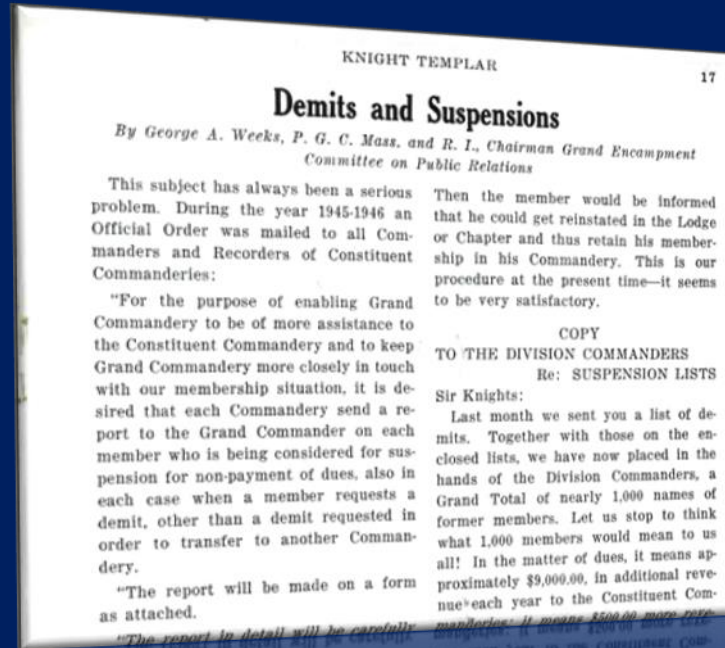 KNIGHT TEMPLAR
17
Demits and Suspensions
By George A. Weeks, P. G. C. Mass. and R. I., Chairman Grand Encampment
Committee on Public Relations
This subject has always been a serious
problem. During the year 1945-1946 an
Official Order was mailed to all Com-
manders and Recorders of Constituent
Commanderies:
"For the purpose of enabling Grand
Commandery to be of more assistance to
the Constituent Commandery and to keep
Grand Commandery more closely in touch
with our membership situation, it is de-
sired that each Commandery send a re-
port to the Grand Commander on each
member who is being considered for sus-
pension for non-payment of dues, also in
each case when a member requests a
demit, other than a demit requested in
order to transfer to another Comman-
dery.
"The report will be made on a form
as attached.
"The report in detail will be carefully
Then the member would be informed
that he could get reinstated in the Lodge
or Chapter and thus retain his member-
ship in his Commandery. This is our
procedure at the present time—it seems
to be very satisfactory.
COPY
TO THE DIVISION COMMANDERS
Re: SUSPENSION LISTS
Sir Knights:
Last month we sent you a list of de-
mits. Together with those on the en-
closed lists, we have now placed in the
hands of the Division Commanders, a
Grand Total of nearly 1,000 names of
former members. Let us stop to think
what 1,000 members would mean to us
all! In the matter of dues, it means ap-
proximately $9,000.00, in additional reve-
nue each year to the Constituent Com-
manderies: it means more reve-